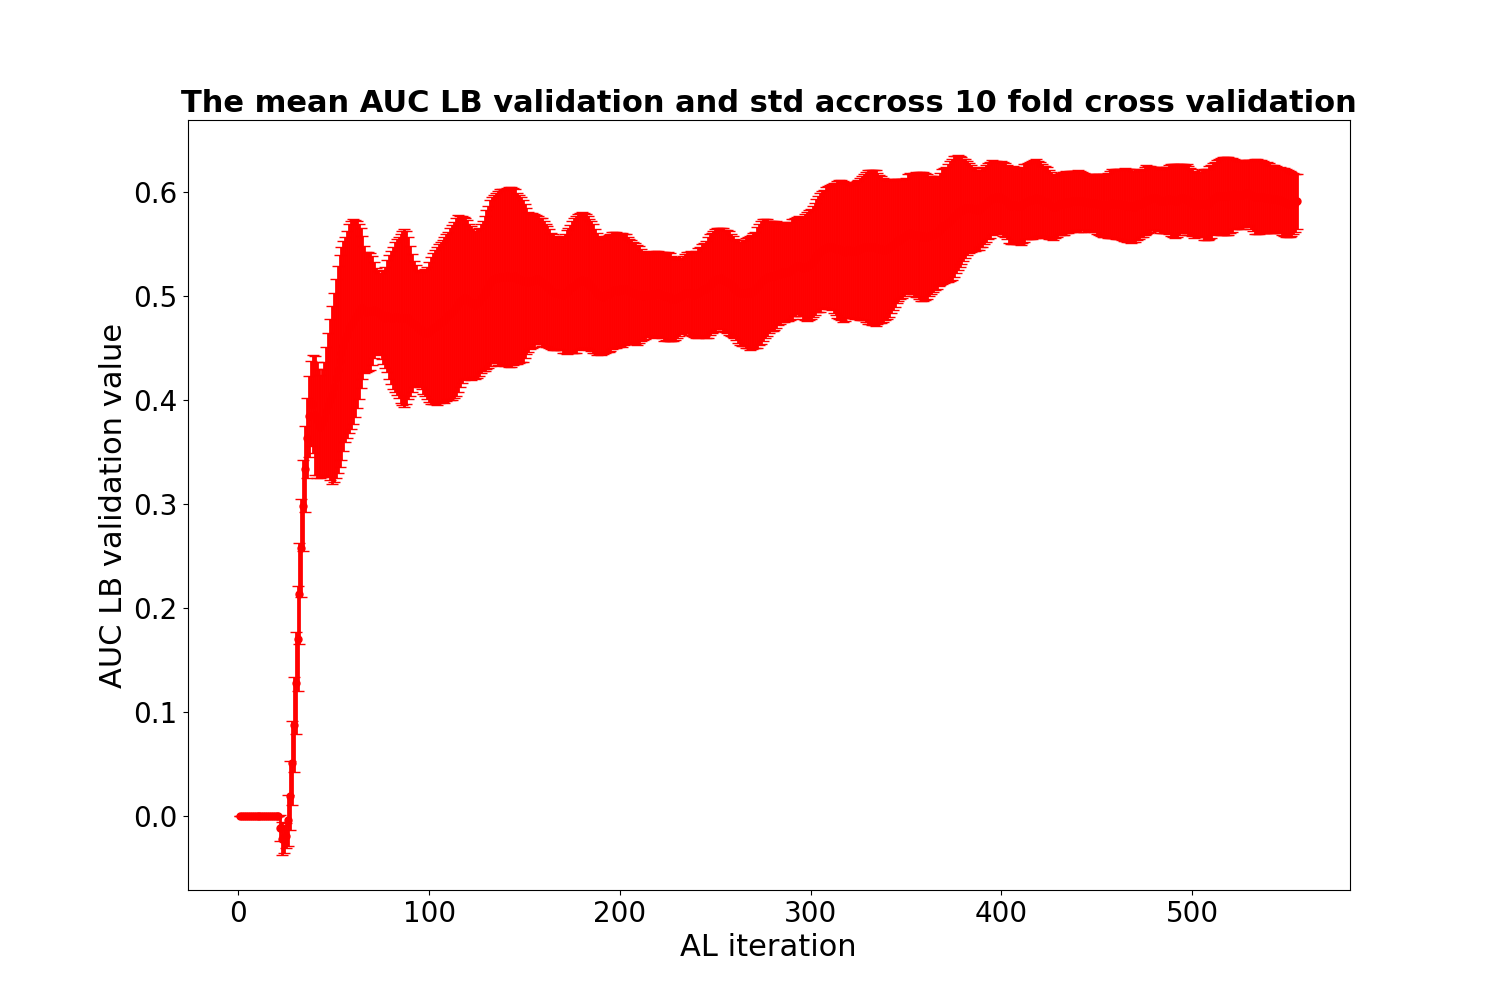 The mean AUC LB validation and std accross 10 fold cross validation
0.6
0.5
0.4
0.3
0.2
0.1
0.0
AUC LB validation value
0 100 200 300 400 500
AL iteration